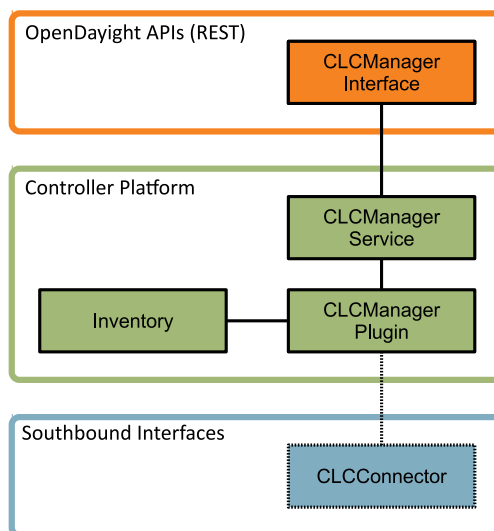 OpenDayight APIs (REST)
CLCManager
Interface
Controller Platform
CLCManager
Service
Inventory
CLCManager
Plugin
Southbound Interfaces
CLCConnector